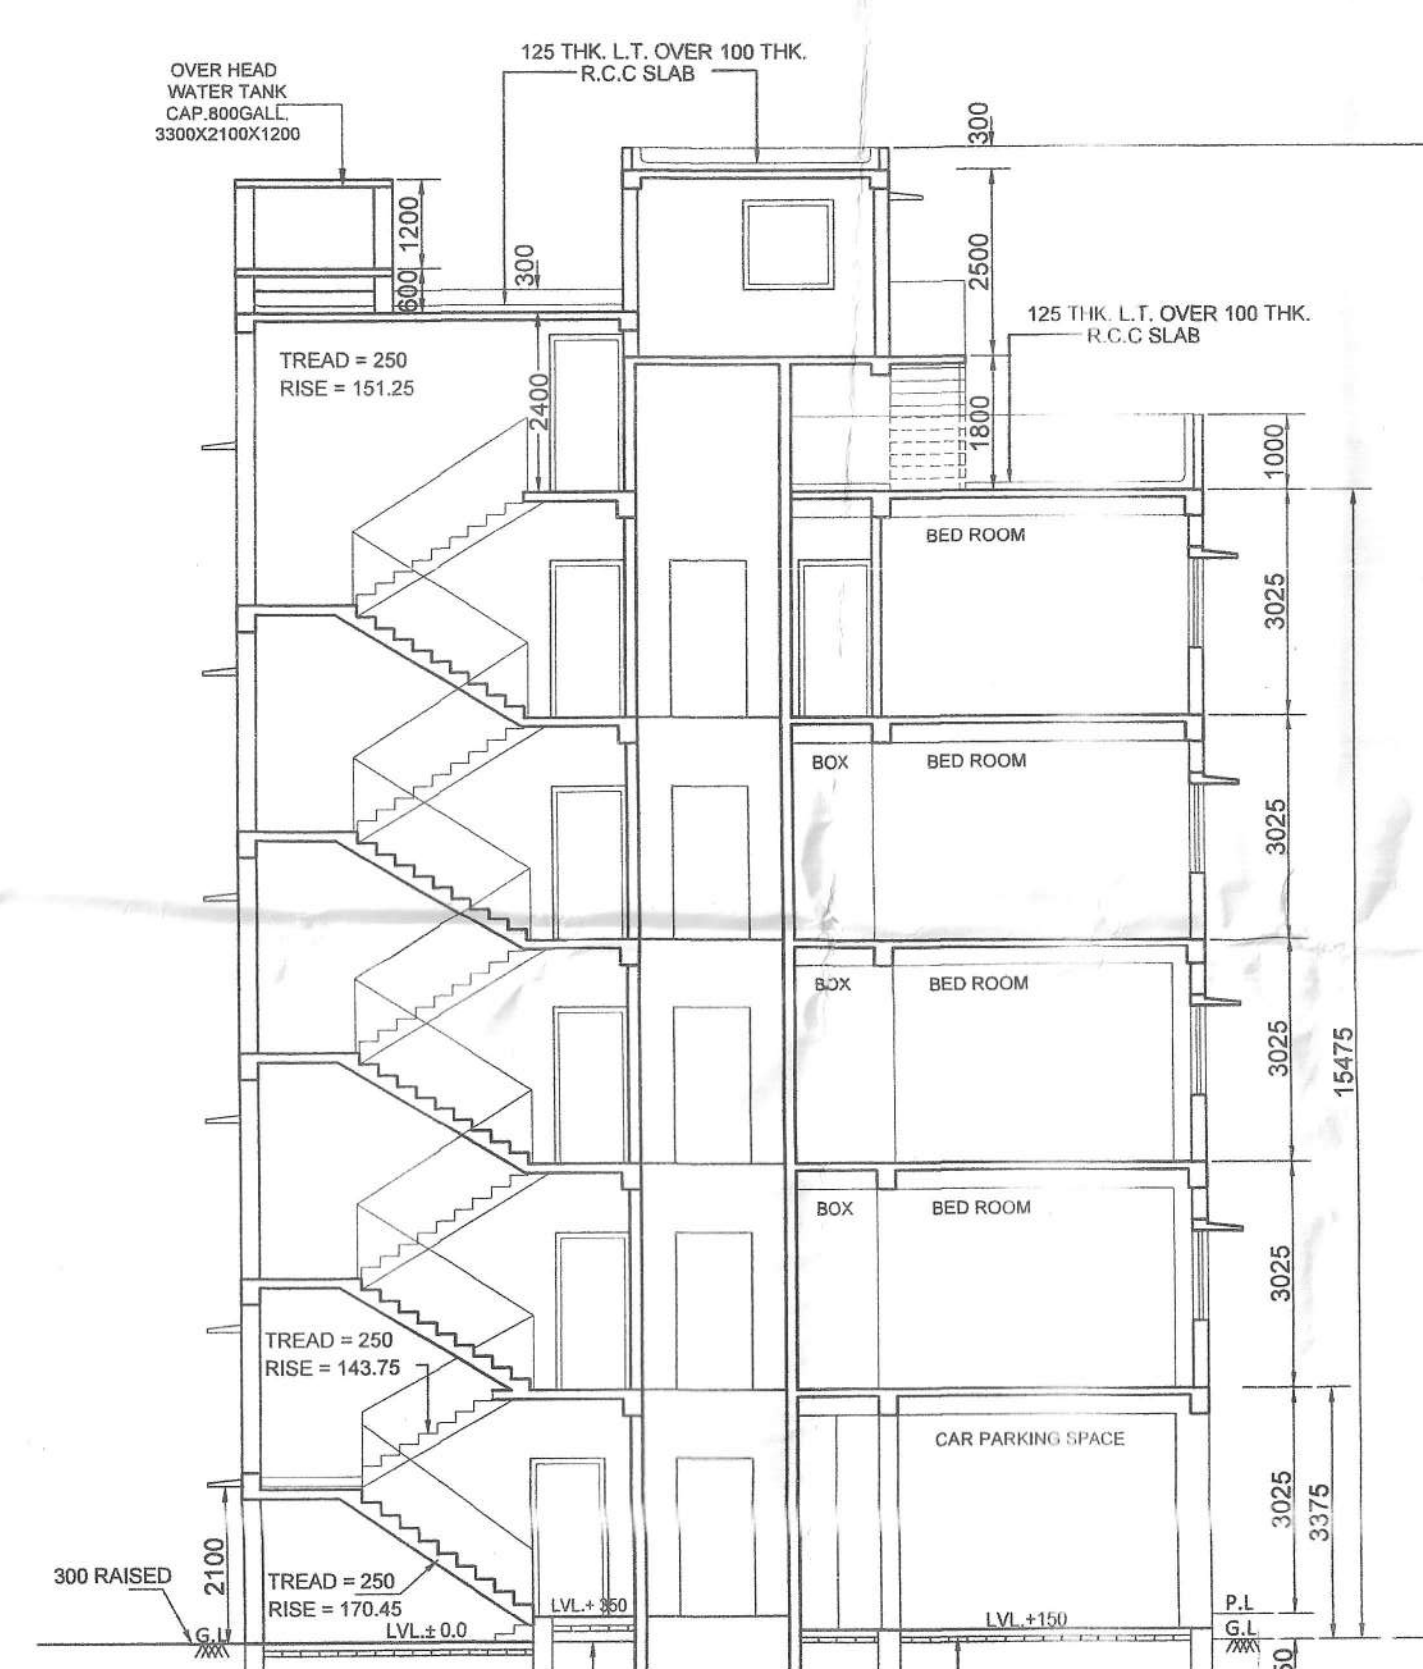 125 THK. L.T. OVER 100 THK.
R.C.C SLAB
OVER HEAD
WATER TANK
CAP.800GALL,
3300X2100X1200
300
1200
600
300
2500
125 THK. L.T. OVER 100 THK.
R.C.C SLAB
TREAD = 250
RISE = 151.25
2400
1800
1000
BED ROOM
3025
BOX
BED ROOM
3025
BOX
BED ROOM
3025
15475
BOX
BED ROOM
3025
TREAD = 250
RISE = 143.75
CAR PARKING SPACE
3025
3375
2100
300 RAISED
TREAD = 250
RISE = 170.45
LVL.± 0.0
LVL.+ 350
LVL.+150
P.L
G.L
G.L